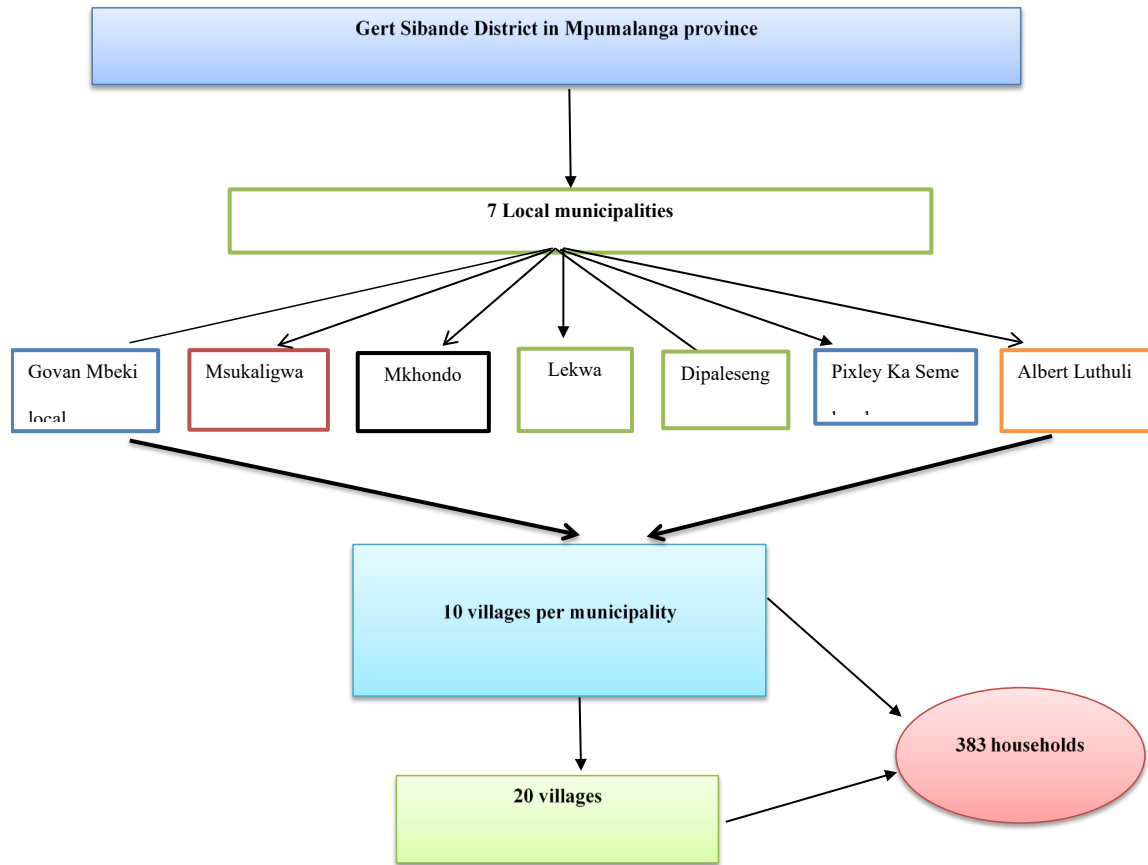 Gert Sibande District in Mpumalanga province
7 Local municipalities
Govan Mbeki
local
Msukaligwa
Mkhondo
Lekwa
Dipaleseng
Pixley Ka Seme
Albert Luthuli
10 villages per municipality
383 households
20 villages